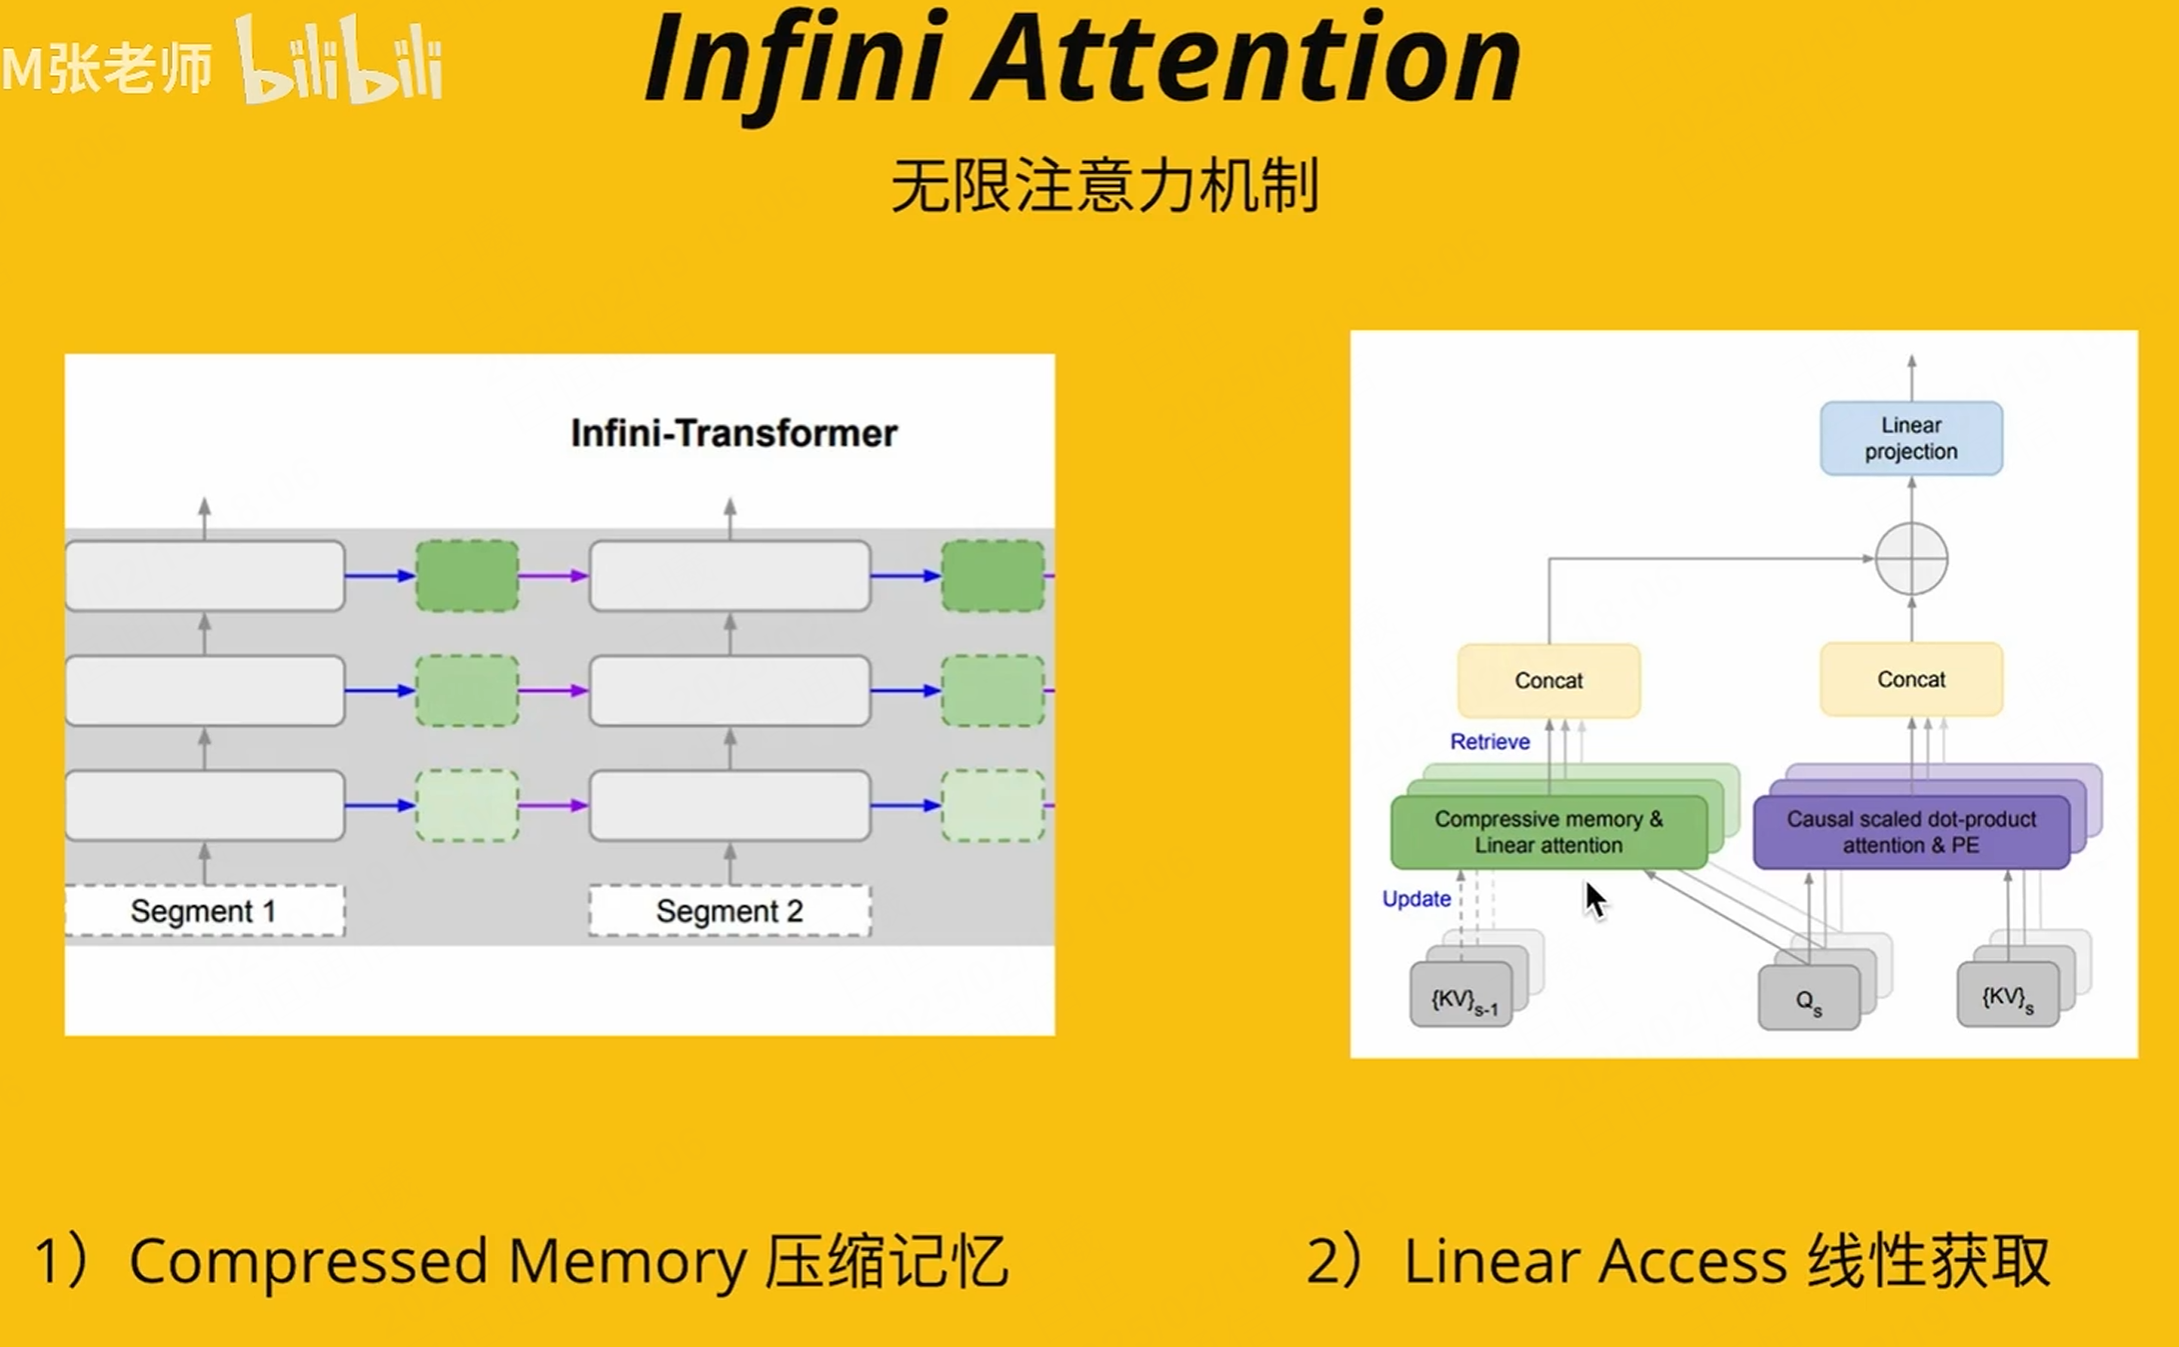 M张老师 bilibili
Infini Attention
无限注意力机制
Infini-Transformer
Segment 1
Segment 2
Linear
projection
Concat
Concat
Retrieve
Compressive memory &
Linear attention
Causal scaled dot-product
attention & PE
Update
{KV}s-1
Qs
{KV}s
1）Compressed Memory 压缩记忆
2）Linear Access 线性获取